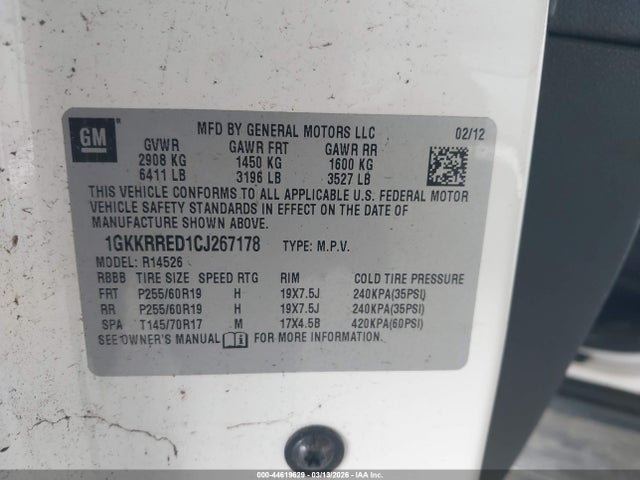 GM
MFD BY GENERAL MOTORS LLC 02/12
GVWR GAWR FRT GAWR RR
2908 KG 1450 KG 1600 KG
6411 LB 3196 LB 3527 LB
THIS VEHICLE CONFORMS TO ALL APPLICABLE U.S. FEDERAL MOTOR
VEHICLE SAFETY STANDARDS IN EFFECT ON THE DATE OF
MANUFACTURE SHOWN ABOVE.
1GKKRRED1CJ267178 TYPE: M.P.V.
MODEL: R14526
RBBB TIRE SIZE SPEED RTG RIM COLD TIRE PRESSURE
FRT P255/60R19 H 19X7.5J 240KPA(35PSI)
RR P255/60R19 H 19X7.5J 240KPA(35PSI)
SPA T145/70R17 M 17X4.5B 420KPA(60PSI)
SEE OWNER'S MANUAL FOR MORE INFORMATION
00-44619629 - 03/13/2026 - IAA Inc.